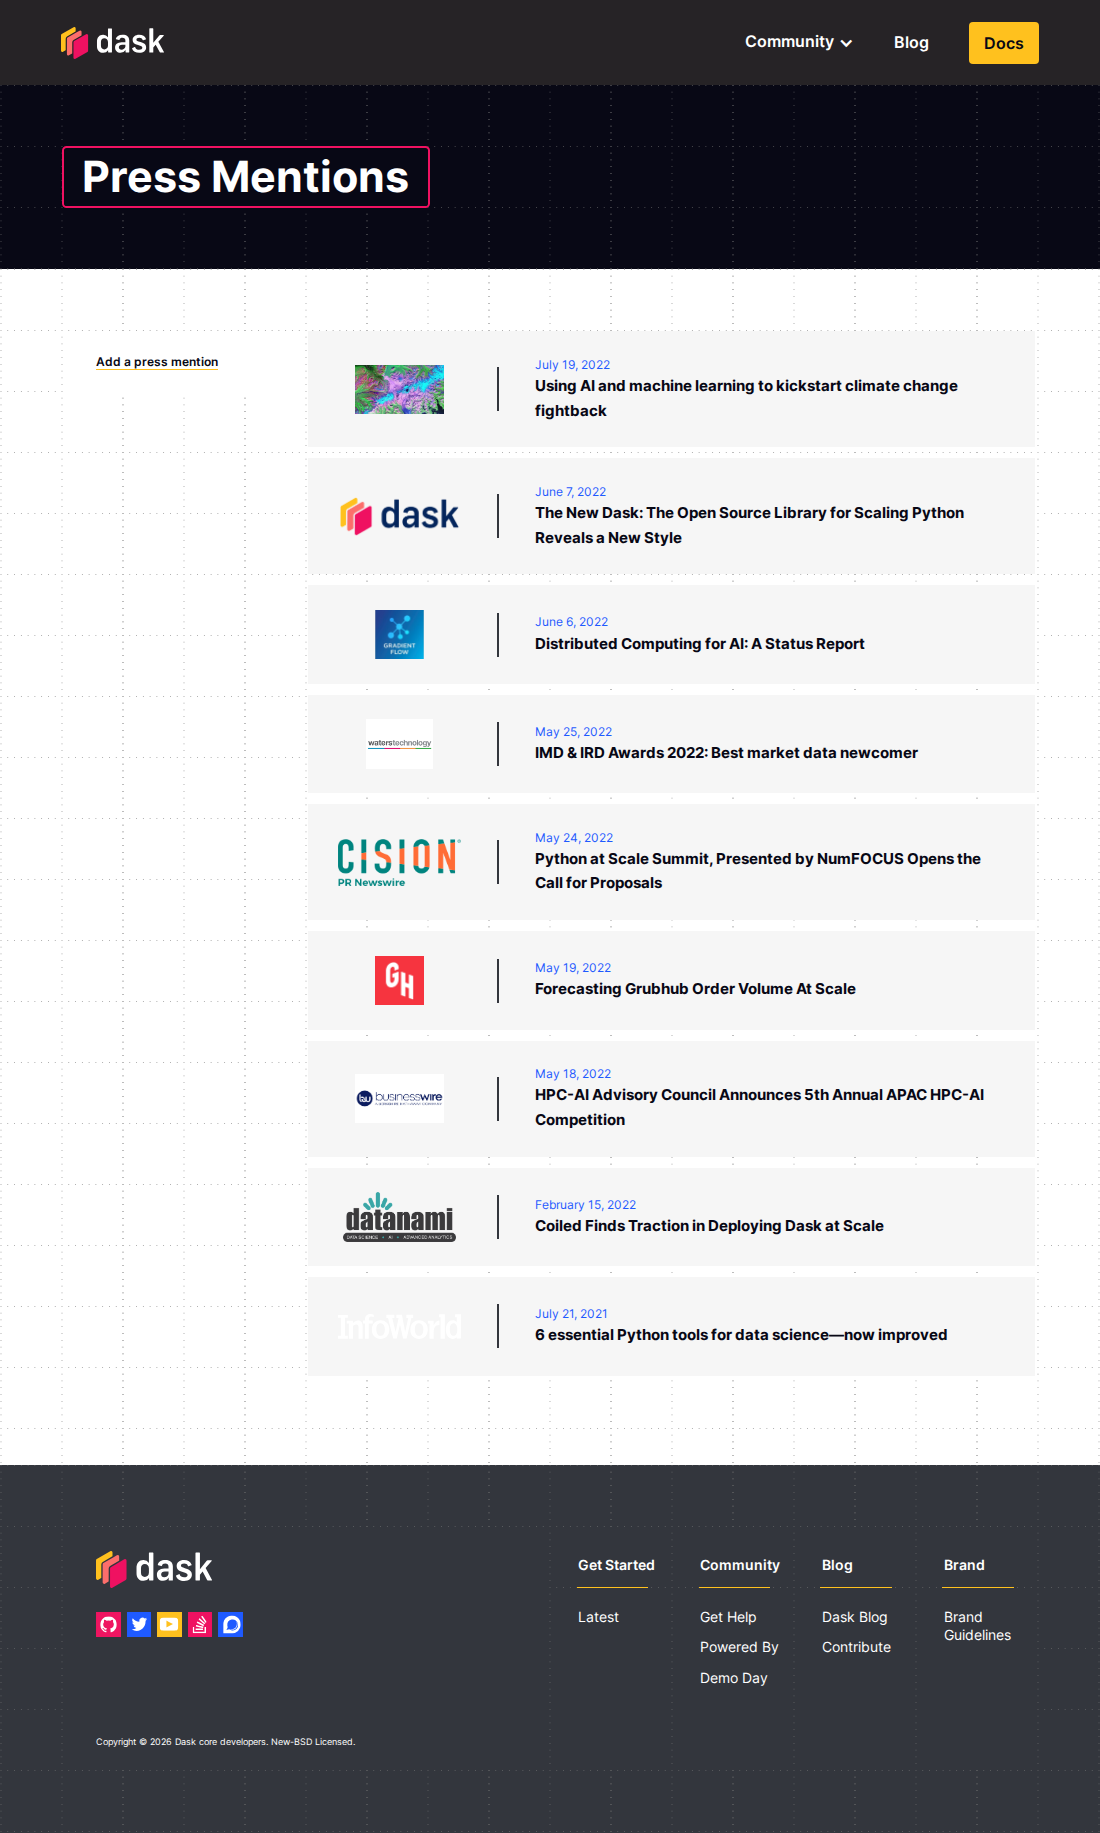 dask
Community
Blog
Docs
Press Mentions
Add a press mention
July 19, 2022
Using AI and machine learning to kickstart climate change
fightback
dask
June 7, 2022
The New Dask: The Open Source Library for Scaling Python
Reveals a New Style
GRADIENT
FLOW
June 6, 2022
Distributed Computing for AI: A Status Report
waterstechnology
May 25, 2022
IMD & IRD Awards 2022: Best market data newcomer
CISION
PR Newswire
May 24, 2022
Python at Scale Summit, Presented by NumFOCUS Opens the
Call for Proposals
GH
May 19, 2022
Forecasting Grubhub Order Volume At Scale
businesswire
May 18, 2022
HPC-AI Advisory Council Announces 5th Annual APAC HPC-AI
Competition
datanami
DATA SCIENCE • AI • ADVANCED ANALYTICS
February 15, 2022
Coiled Finds Traction in Deploying Dask at Scale
InfoWorld
July 21, 2021
6 essential Python tools for data science—now improved
dask
Get Started
Latest
Community
Get Help
Powered By
Demo Day
Blog
Dask Blog
Contribute
Brand
Brand
Guidelines
Copyright © 2026 Dask core developers. New-BSD Licensed.